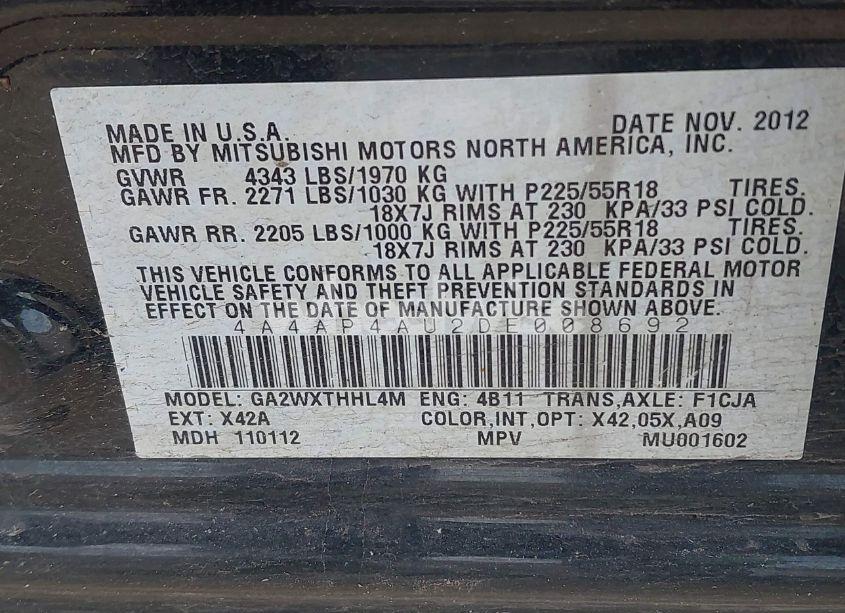 MADE IN U.S.A. DATE NOV. 2012
MFD BY MITSUBISHI MOTORS NORTH AMERICA, INC.
GVWR 4343 LBS/1970 KG
GAWR FR. 2271 LBS/1030 KG WITH P225/55R18 TIRES.
18X7J RIMS AT 230 KPA/33 PSI COLD.
GAWR RR. 2205 LBS/1000 KG WITH P225/55R18 TIRES.
18X7J RIMS AT 230 KPA/33 PSI COLD.
THIS VEHICLE CONFORMS TO ALL APPLICABLE FEDERAL MOTOR
VEHICLE SAFETY AND THEFT PREVENTION STANDARDS IN
EFFECT ON THE DATE OF MANUFACTURE SHOWN ABOVE.
4A4AP4AU2DE008692
MODEL: GA2WXTHHL4M ENG: 4B11 TRANS,AXLE: F1CJA
EXT: X42A COLOR,INT,OPT: X42,05X,A09
MDH 110112 MPV MU001602